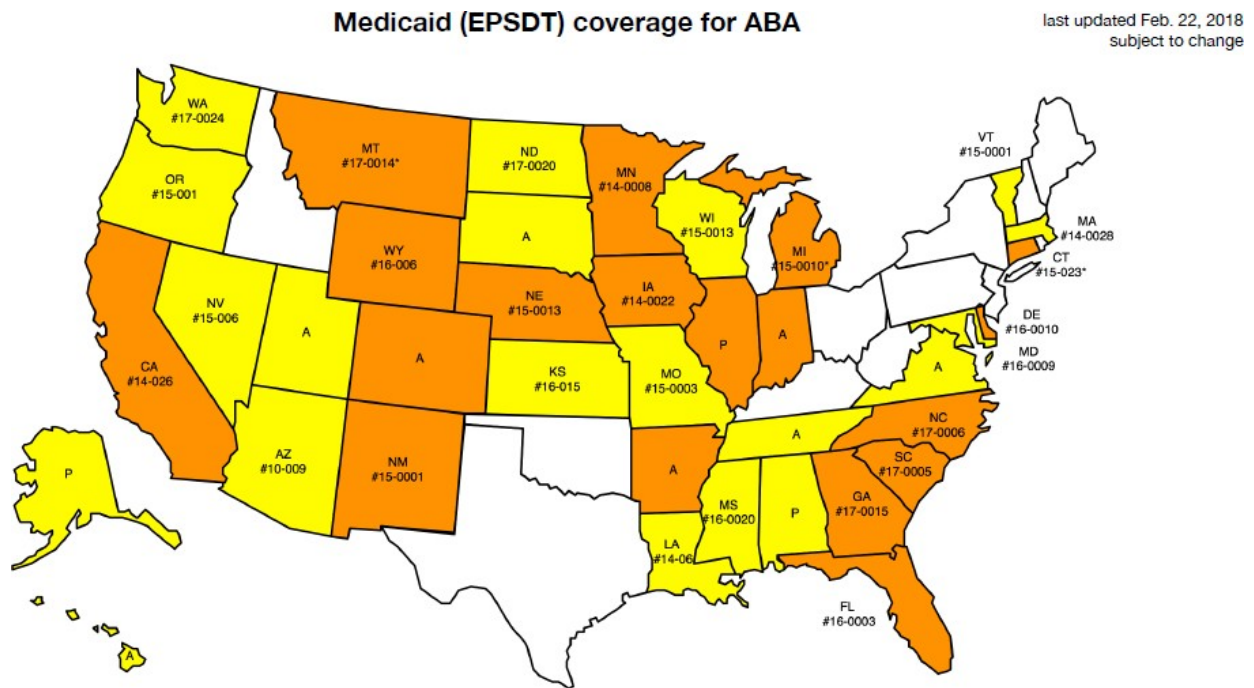 Medicaid (EPSDT) coverage for ABA
last updated Feb. 22, 2018
subject to change
WA
#17-0024
OR
#15-001
MT
#17-0014*
ND
#17-0020
MN
#14-0008
VT
#15-0001
WI
#15-0013
MA
#14-0028
A
WY
#16-006
MI
#15-0010*
CT
#15-023*
NV
#15-006
A
NE
#15-0013
IA
#14-0022
DE
#16-0010
MD
#16-0009
CA
#14-026
A
KS
#16-015
MO
#15-0003
P
A
A
AZ
#10-009
NM
#15-0001
A
A
NC
#17-0006
SC
#17-0005
P
MS
#16-0020
P
GA
#17-0015
LA
#14-06
FL
#16-0003
A